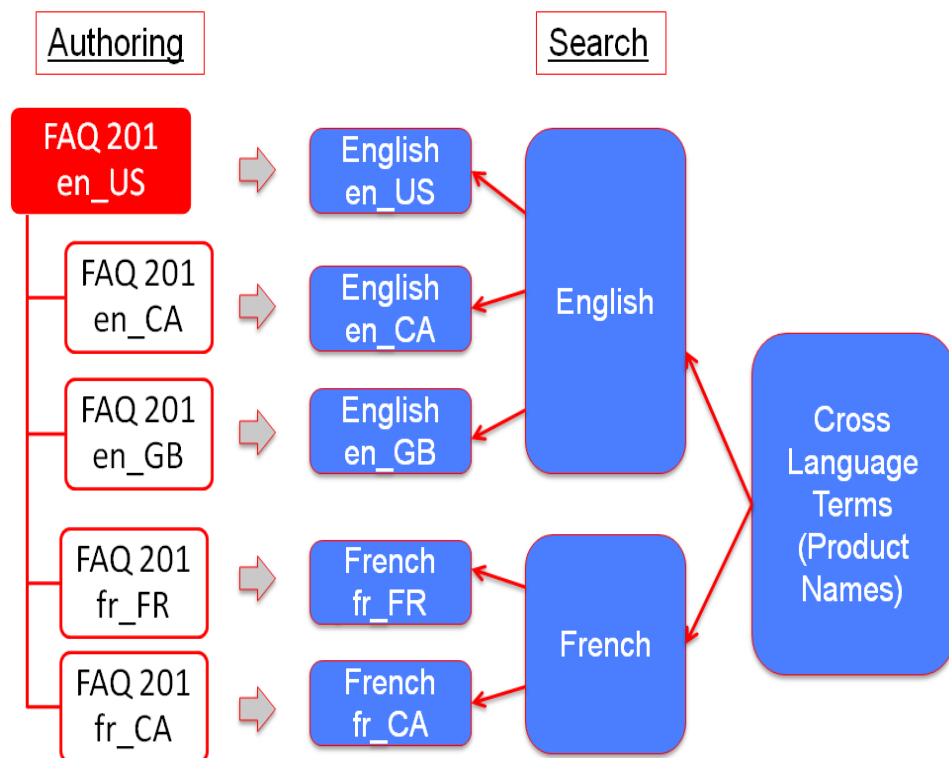 Authoring
Search
FAQ 201
en_US
English
en_US
FAQ 201
en_CA
English
en_CA
English
FAQ 201
en_GB
English
en_GB
Cross
Language
Terms
(Product
Names)
FAQ 201
fr_FR
French
fr_FR
French
FAQ 201
fr_CA
French
fr_CA